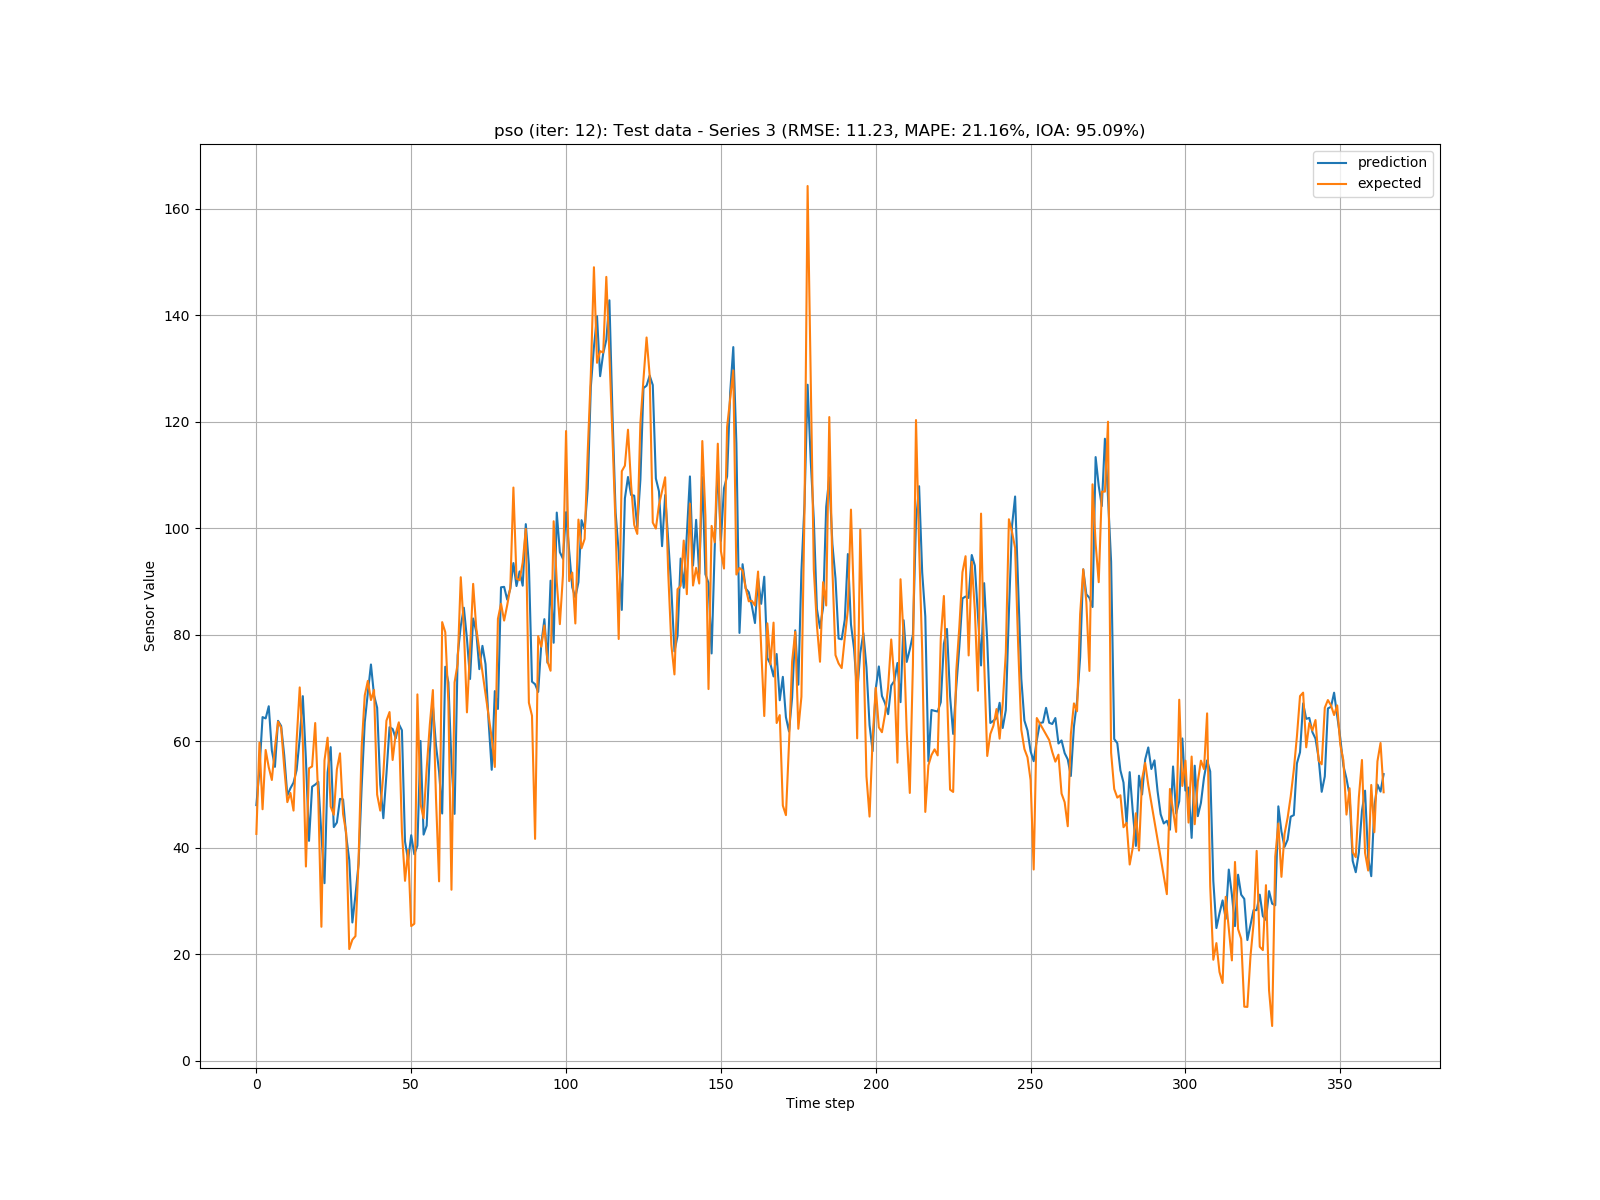 pso (iter: 12): Test data - Series 3 (RMSE: 11.23, MAPE: 21.16%, IOA: 95.09%)
prediction
expected
160
140
120
100
80
60
40
20
0
Sensor Value
0 50 100 150 200 250 300 350
Time step